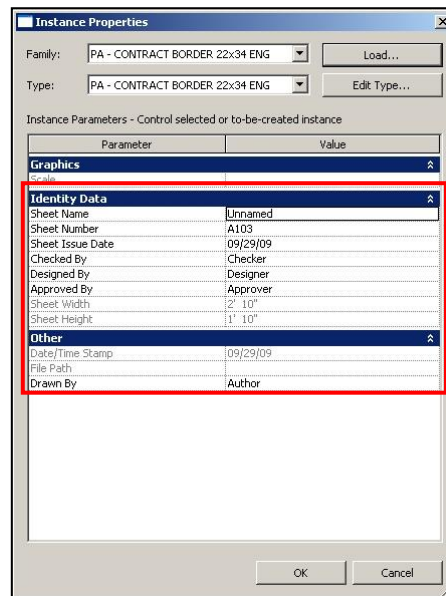 Instance Properties
Family: PA - CONTRACT BORDER 22x34 ENG Load...
Type: PA - CONTRACT BORDER 22x34 ENG Edit Type...
Instance Parameters - Control selected or to-be-created instance
Parameter Value
Graphics
Scale
Identity Data
Sheet Name Unnamed
Sheet Number A103
Sheet Issue Date 09/29/09
Checked By Checker
Designed By Designer
Approved By Approver
Sheet Width 2' 10"
Sheet Height 1' 10"
Other
Date/Time Stamp 09/29/09
File Path
Drawn By Author
OK Cancel